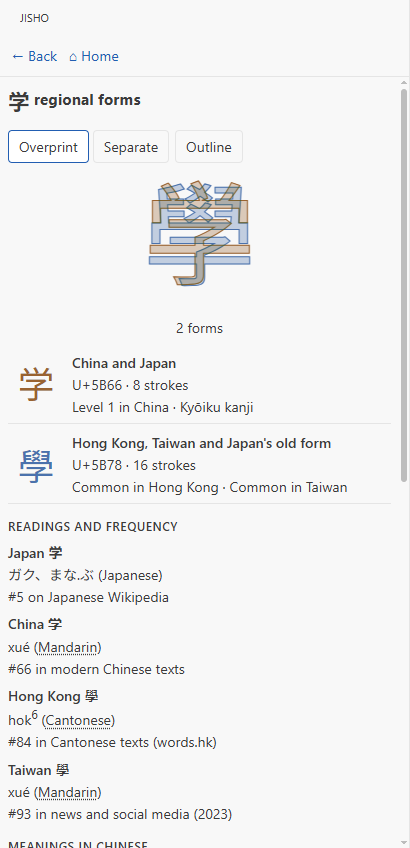 JISHO
← Back ⌂ Home
学 regional forms
Overprint Separate Outline
學
2 forms
学
China and Japan
U+5B66 · 8 strokes
Level 1 in China · Kyōiku kanji
學
Hong Kong, Taiwan and Japan's old form
U+5B78 · 16 strokes
Common in Hong Kong · Common in Taiwan
READINGS AND FREQUENCY
Japan 学
ガク、まな.ぶ (Japanese)
#5 on Japanese Wikipedia
China 学
xué (Mandarin)
#66 in modern Chinese texts
Hong Kong 學
hok⁶ (Cantonese)
#84 in Cantonese texts (words.hk)
Taiwan 學
xué (Mandarin)
#93 in news and social media (2023)
MEANINGS IN CHINESE